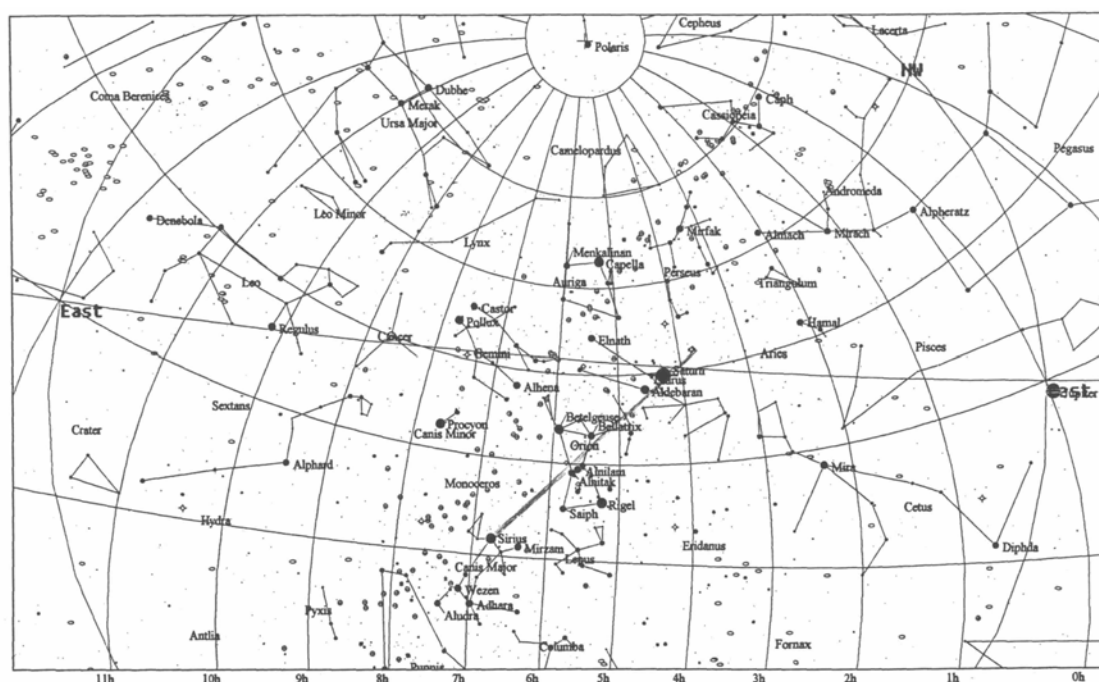 Cepheus
Lacerta
Polaris
NW
Coma Berenices
Dubhe
Merak
Ursa Major
Caph
Cassiopeia
Camelopardus
Pegasus
Andromeda
Leo Minor
Denebola
Alpheratz
Lynx
Mirfak
Almach
Mirach
Menkalinan
Capella
Perseus
Auriga
Triangulum
Leo
East
Castor
Pollux
Regulus
Cancer
Elnath
Hamal
Gemini
Aries
Pisces
Saturn
Alhena
Aldebaran
East
Sextans
Betelgeuse
Procyon
Bellatrix
Canis Minor
Crater
Orion
Alphard
Alnilam
Mira
Alnitak
Monoceros
Rigel
Saiph
Hydra
Cetus
Sirius
Mirzam
Eridanus
Diphda
Lepus
Canis Major
Wezen
Adhara
Pyxis
Aludra
Antlia
Columba
Fornax
Puppis
11h 10h 9h 8h 7h 6h 5h 4h 3h 2h 1h 0h